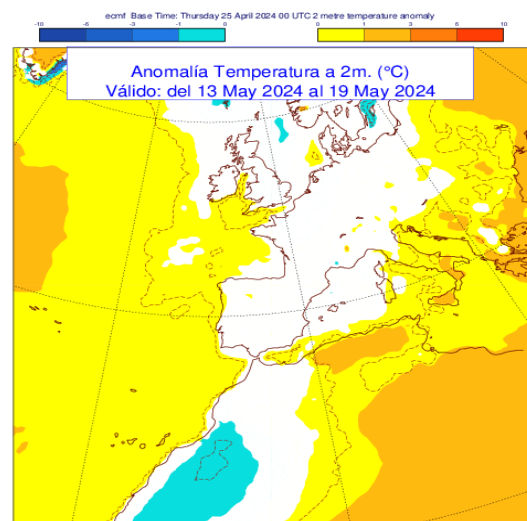 ecmf Base Time: Thursday 25 April 2024 00 UTC 2 metre temperature anomaly
-10 -6 -3 -1 0 0 1 3 6 10
Anomalía Temperatura a 2m. (°C)
Válido: del 13 May 2024 al 19 May 2024